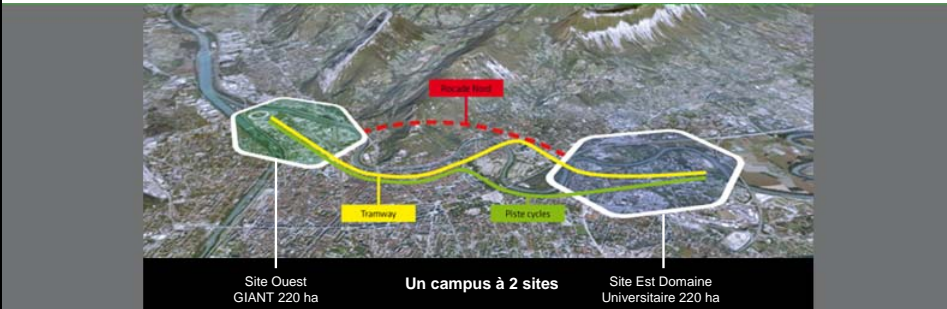 Rocade Nord
Tramway
Piste cycles
Site Ouest
GIANT 220 ha
Un campus à 2 sites
Site Est Domaine
Universitaire 220 ha